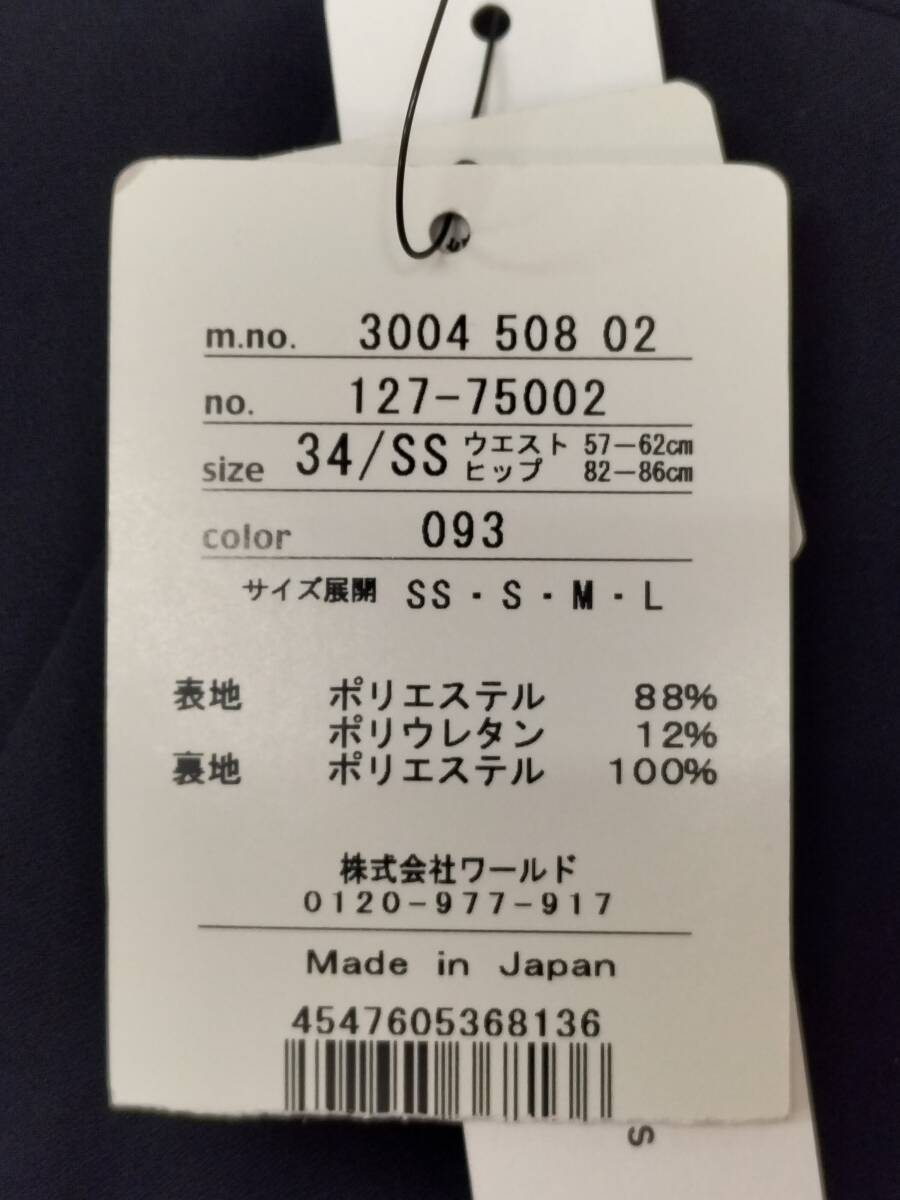 m.no. 3004 508 02
no. 127-75002
size 34/SS ウエスト 57-62cm
ヒップ 82-86cm
color 093
サイズ展開 SS・S・M・L
表地 ポリエステル 88%
ポリウレタン 12%
裏地 ポリエステル 100%
株式会社ワールド
0120-977-917
Made in Japan
4547605368136
S